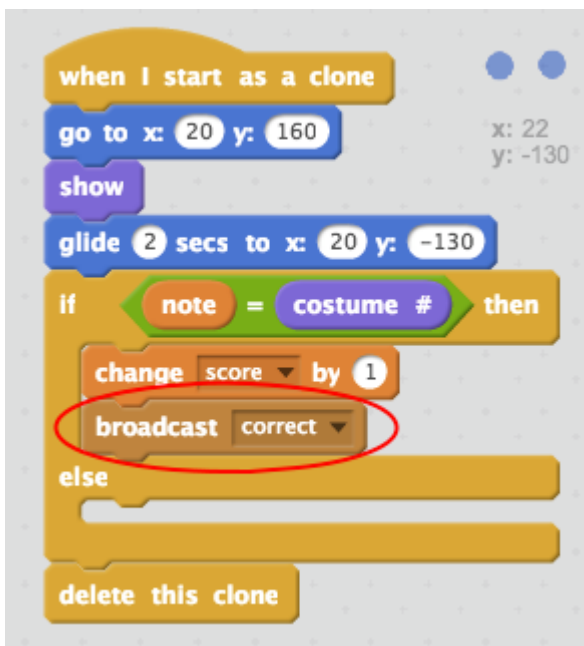 when I start as a clone
go to x: 20 y: 160
x: 22
y: -130
show
glide 2 secs to x: 20 y: -130
if note = costume # then
change score by 1
broadcast correct
else
delete this clone